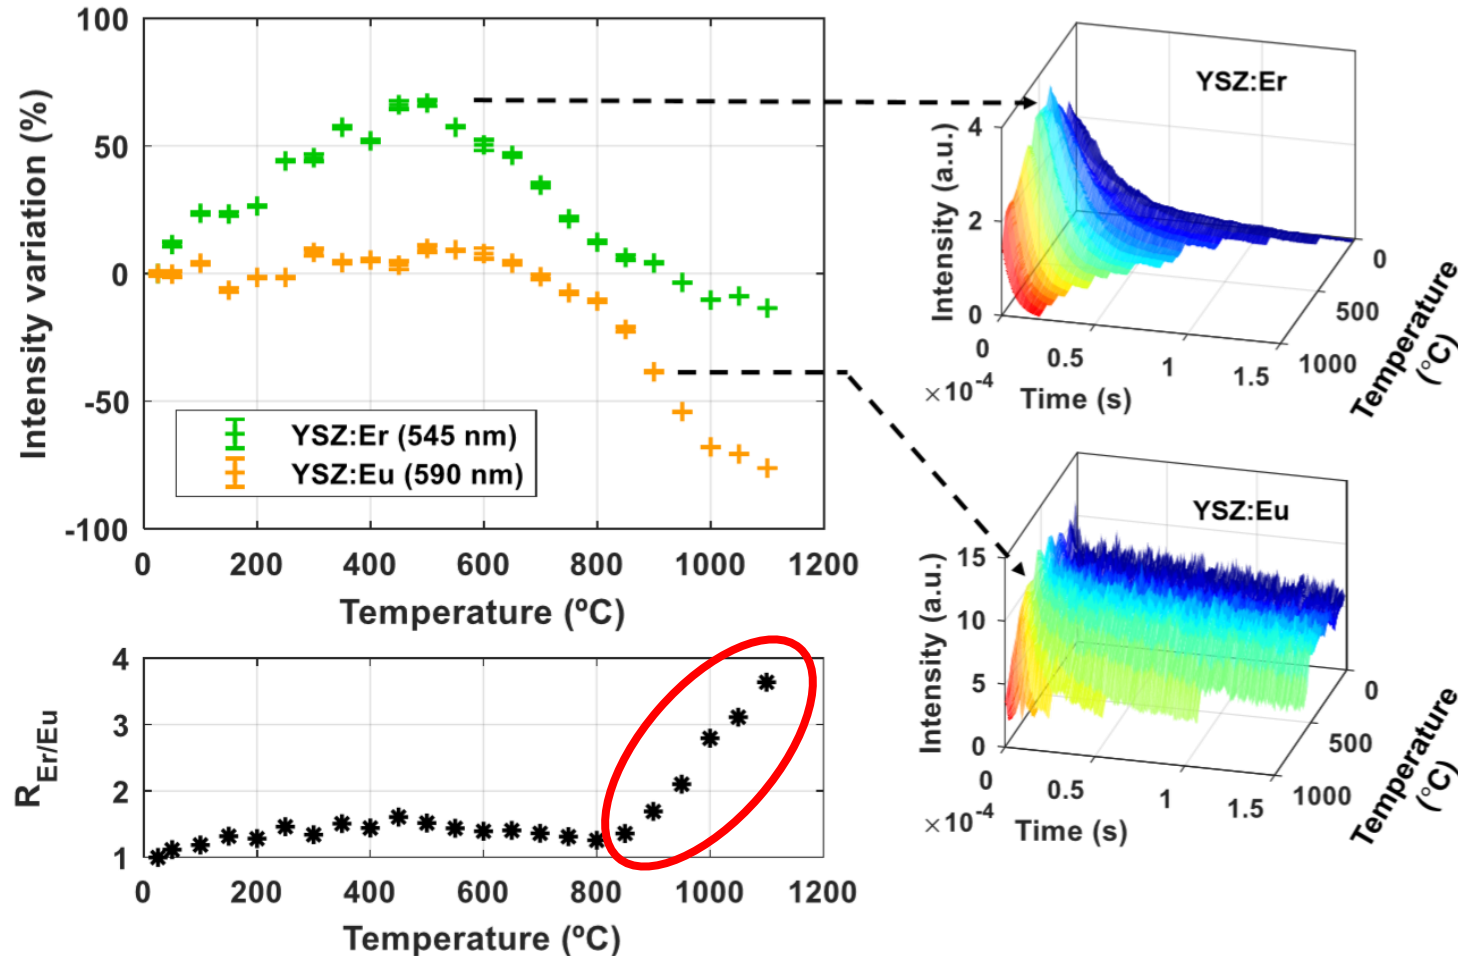 100
50
0
-50
-100
Intensity variation (%)
YSZ:Er (545 nm)
YSZ:Eu (590 nm)
0 200 400 600 800 1000 1200
Temperature (ºC)
4
3
2
1
R_Er/Eu
0 200 400 600 800 1000 1200
Temperature (ºC)
YSZ:Er
4
2
0
Intensity (a.u.)
0 0.5 1 1.5
×10^-4
Time (s)
0
500
1000
Temperature
(°C)
YSZ:Eu
15
10
5
0
Intensity (a.u.)
0 0.5 1 1.5
×10^-4
Time (s)
0
500
1000
Temperature
(°C)